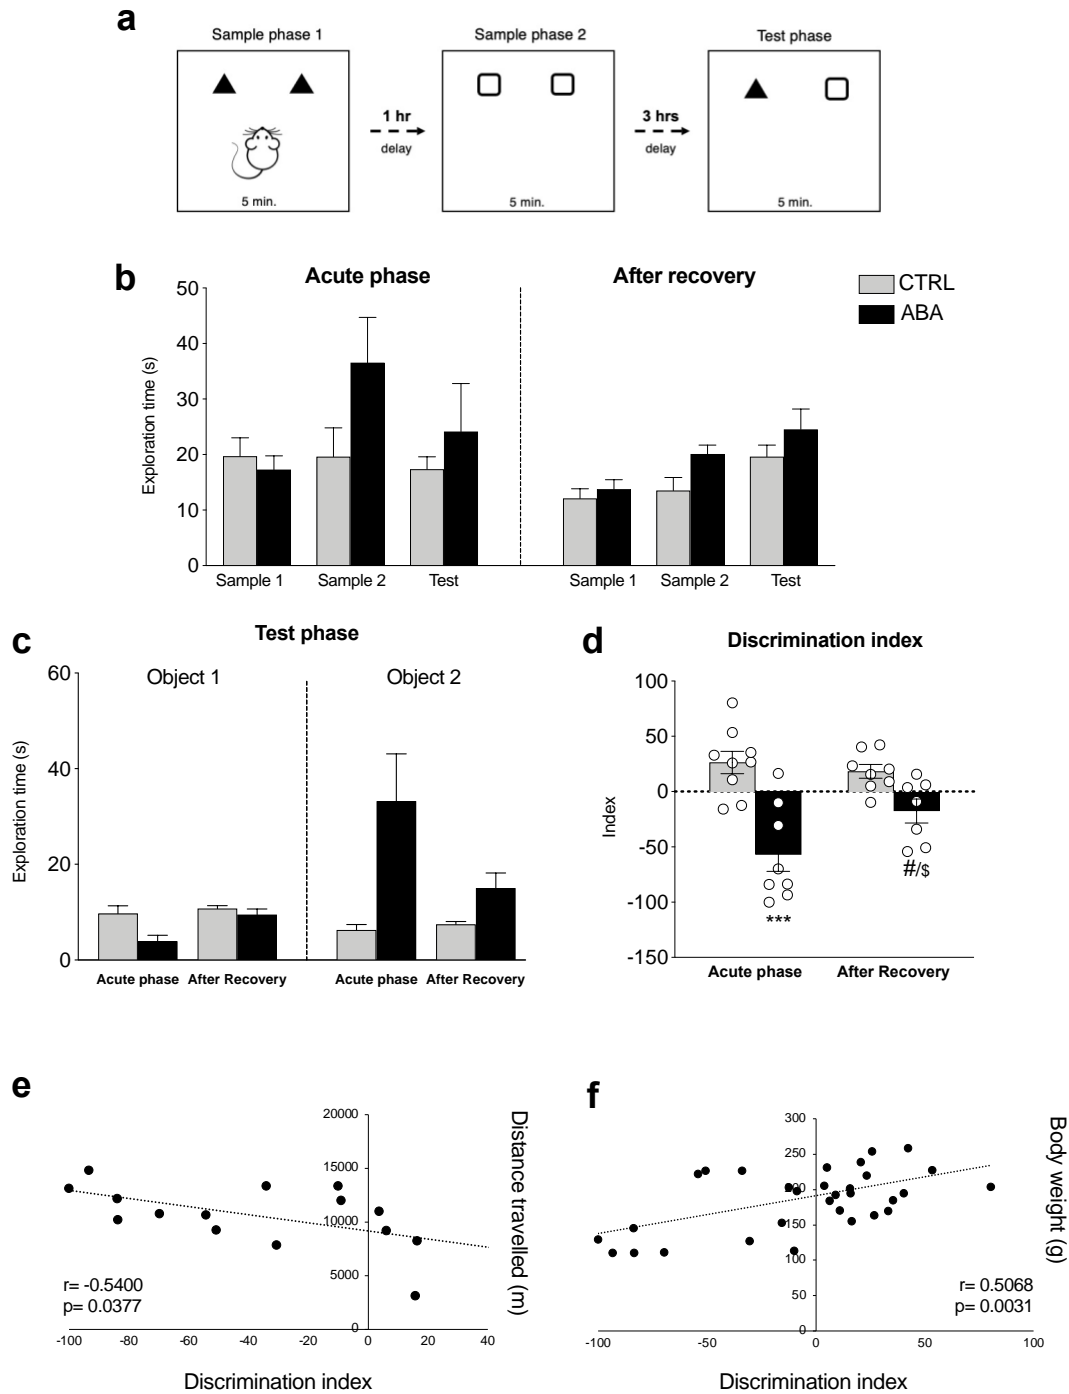 a
Sample phase 1
Sample phase 2
Test phase
1 hr
delay
3 hrs
delay
5 min.
5 min.
5 min.
b
Acute phase
After recovery
CTRL
ABA
Exploration time (s)
50
40
30
20
10
0
Sample 1
Sample 2
Test
Sample 1
Sample 2
Test
c
Test phase
Object 1
Object 2
Exploration time (s)
60
40
20
0
Acute phase
After Recovery
Acute phase
After Recovery
d
Discrimination index
Index
100
50
0
-50
-100
-150
***
#/$
Acute phase
After Recovery
e
20000
15000
10000
5000
0
Distance travelled (m)
r= -0.5400
p= 0.0377
-100
-80
-60
-40
-20
0
20
40
Discrimination index
f
300
250
200
150
100
50
0
Body weight (g)
r= 0.5068
p= 0.0031
-100
-50
0
50
100
Discrimination index